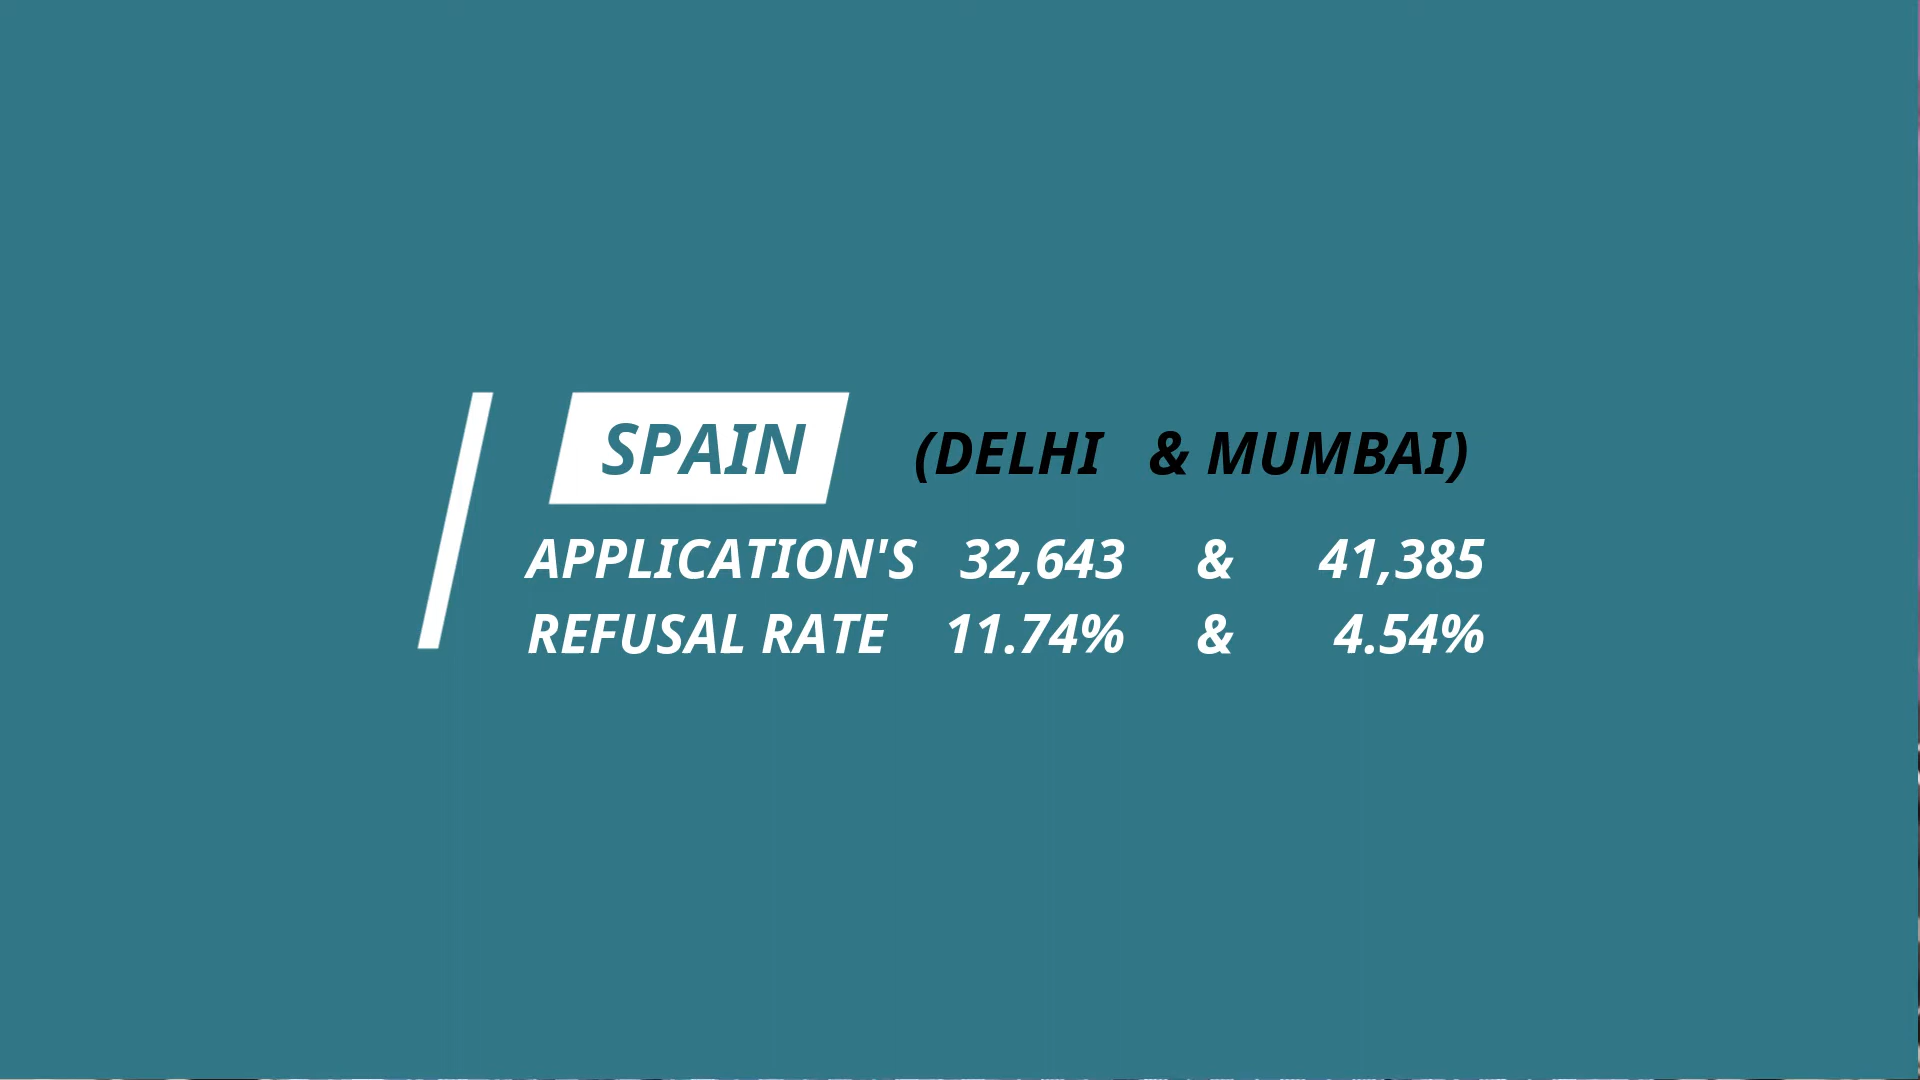 SPAIN (DELHI & MUMBAI)
APPLICATION'S 32,643 & 41,385
REFUSAL RATE 11.74% & 4.54%